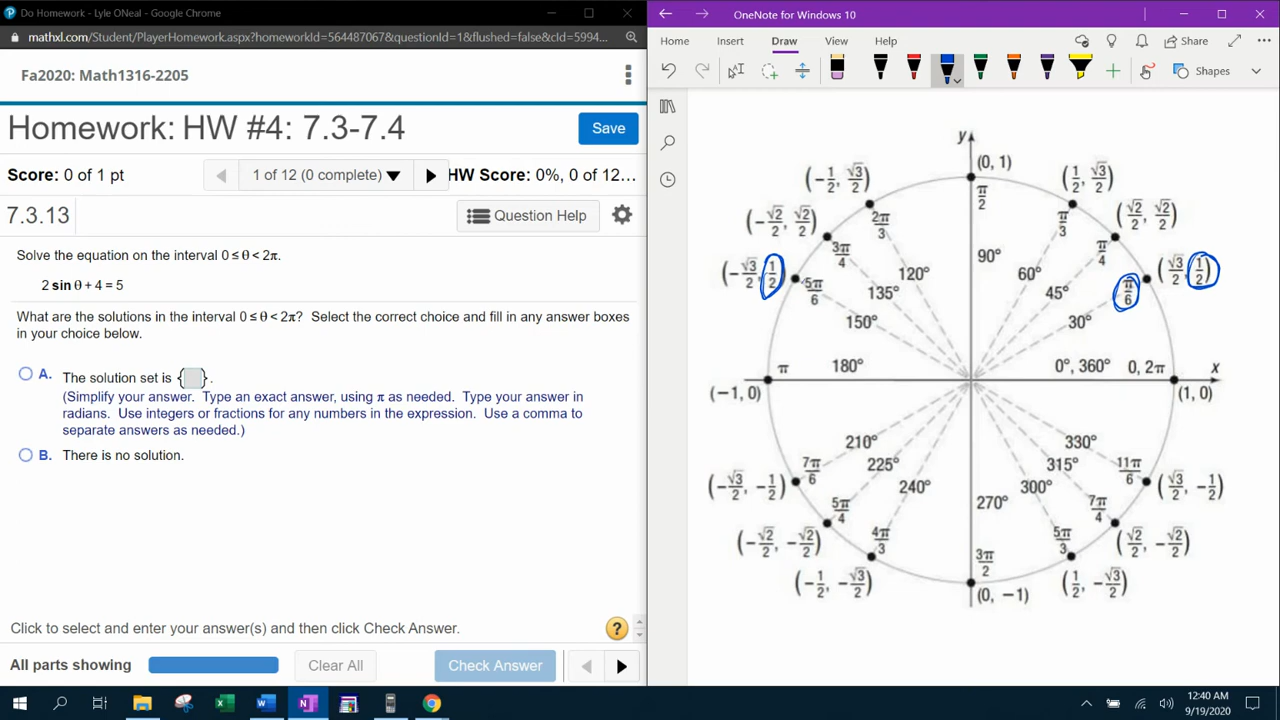 Do Homework - Lyle ONeal - Google Chrome
mathxl.com/Student/PlayerHomework.aspx?homeworkId=564487067&questionId=1&flushed=false&cId=5994...
Fa2020: Math1316-2205
Homework: HW #4: 7.3-7.4
Save
Score: 0 of 1 pt
1 of 12 (0 complete)
HW Score: 0%, 0 of 12...
7.3.13
Question Help
Solve the equation on the interval 0 ≤ θ < 2π.
2 sin θ + 4 = 5
What are the solutions in the interval 0 ≤ θ < 2π? Select the correct choice and fill in any answer boxes
in your choice below.
A. The solution set is { }.
(Simplify your answer. Type an exact answer, using π as needed. Type your answer in
radians. Use integers or fractions for any numbers in the expression. Use a comma to
separate answers as needed.)
B. There is no solution.
Click to select and enter your answer(s) and then click Check Answer.
?
All parts showing
Clear All
Check Answer
OneNote for Windows 10
Home Insert Draw View Help
Share
Shapes
y
(0, 1)
(-1/2, √3/2) (1/2, √3/2)
π/2
2π/3 π/3
(-√2/2, √2/2) (√2/2, √2/2)
3π/4 π/4
90°
120° 60°
(-√3/2, 1/2) (√3/2, 1/2)
5π/6 π/6
135° 45°
150° 30°
π 180° 0°, 360° 0, 2π x
(-1, 0) (1, 0)
210° 330°
7π/6 11π/6
225° 315°
(-√3/2, -1/2) (√3/2, -1/2)
240° 270° 300°
5π/4 7π/4
4π/3 5π/3
(-√2/2, -√2/2) (√2/2, -√2/2)
3π/2
(-1/2, -√3/2) (1/2, -√3/2)
(0, -1)
12:40 AM
9/19/2020